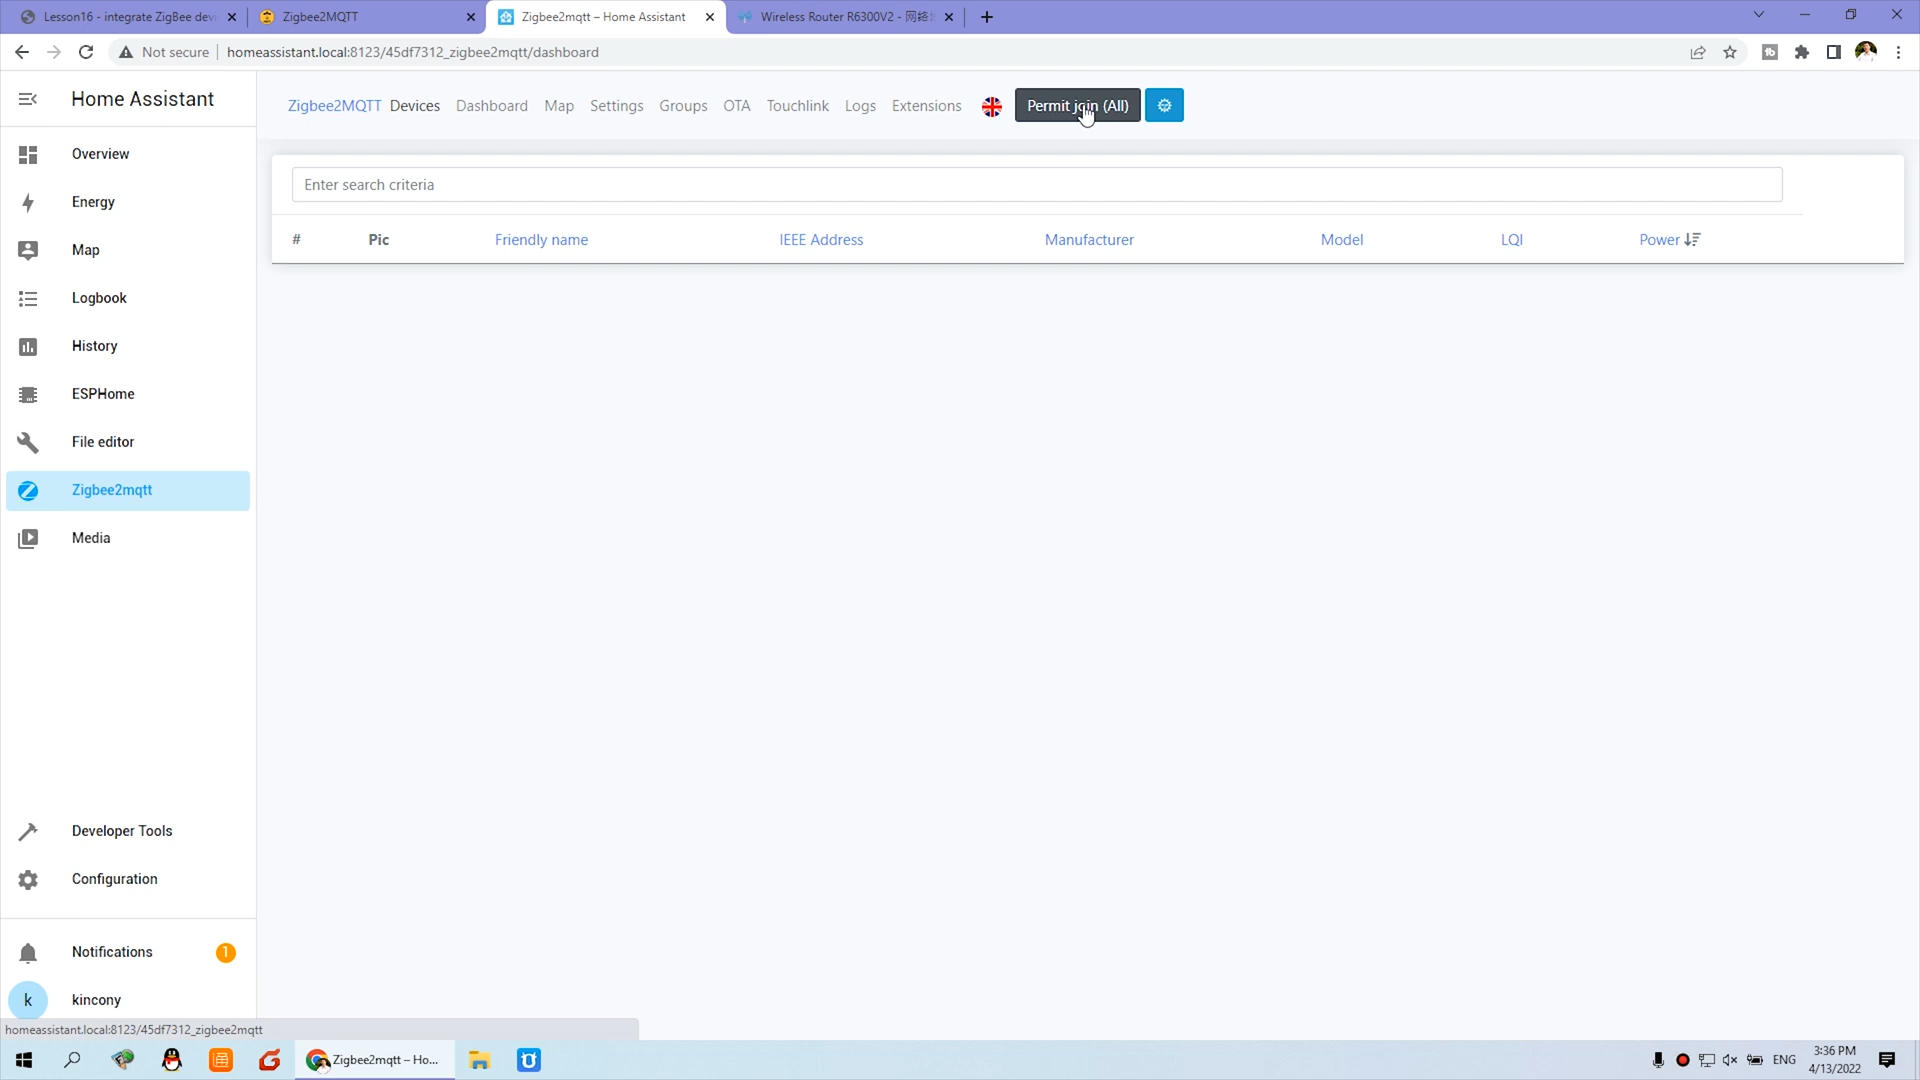 Lesson16 - integrate ZigBee dev
Zigbee2MQTT
Zigbee2mqtt – Home Assistant
Wireless Router R6300V2 - 网络
Not secure
homeassistant.local:8123/45df7312_zigbee2mqtt/dashboard
Home Assistant
Zigbee2MQTT Devices Dashboard Map Settings Groups OTA Touchlink Logs Extensions Permit join (All)
Overview
Energy
Map
Logbook
History
ESPHome
File editor
Zigbee2mqtt
Media
Developer Tools
Configuration
Notifications 1
k kincony
Enter search criteria
# Pic Friendly name IEEE Address Manufacturer Model LQI Power
homeassistant.local:8123/45df7312_zigbee2mqtt
Zigbee2mqtt – Ho...
ENG
3:36 PM
4/13/2022